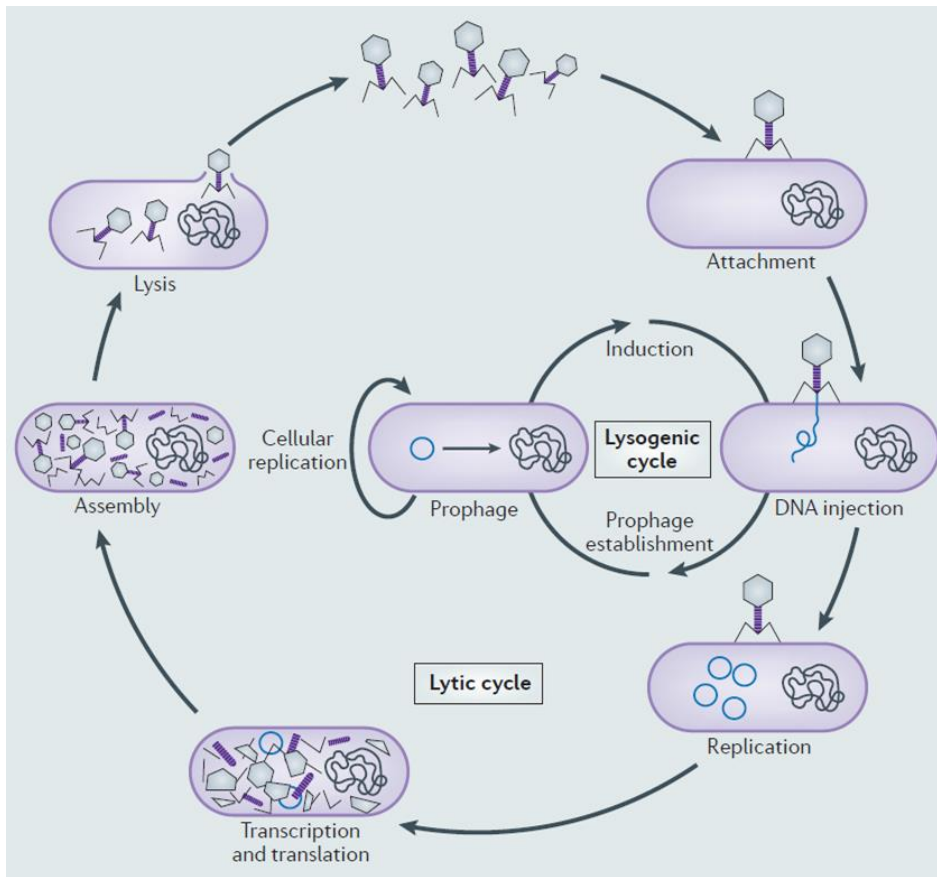 Lysis
Attachment
Induction
Cellular
replication
Lysogenic
cycle
Assembly
Prophage
DNA injection
Prophage
establishment
Lytic cycle
Replication
Transcription
and translation